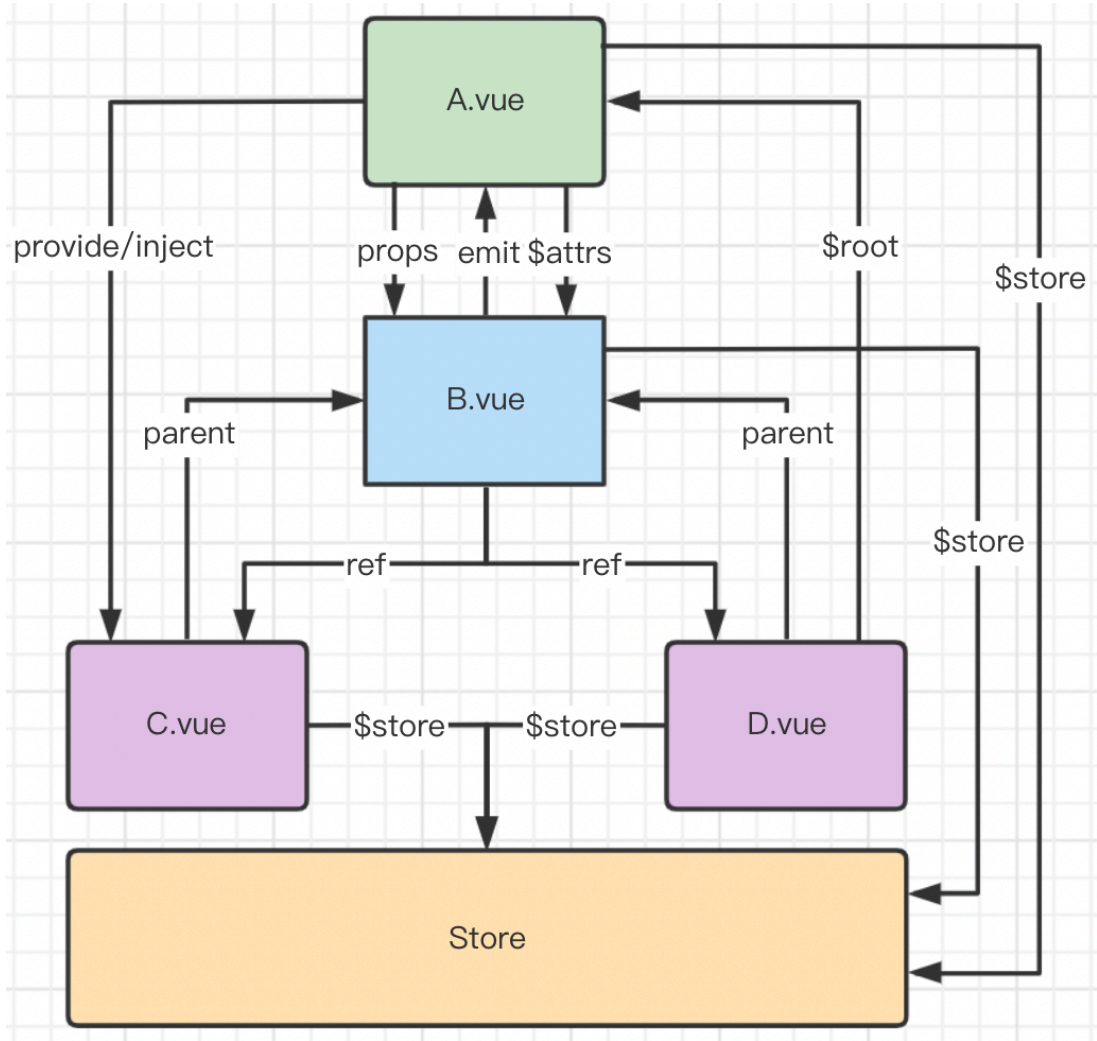 A.vue
provide/inject
props
emit
$attrs
$root
$store
B.vue
parent
parent
$store
ref
ref
C.vue
$store
$store
D.vue
Store